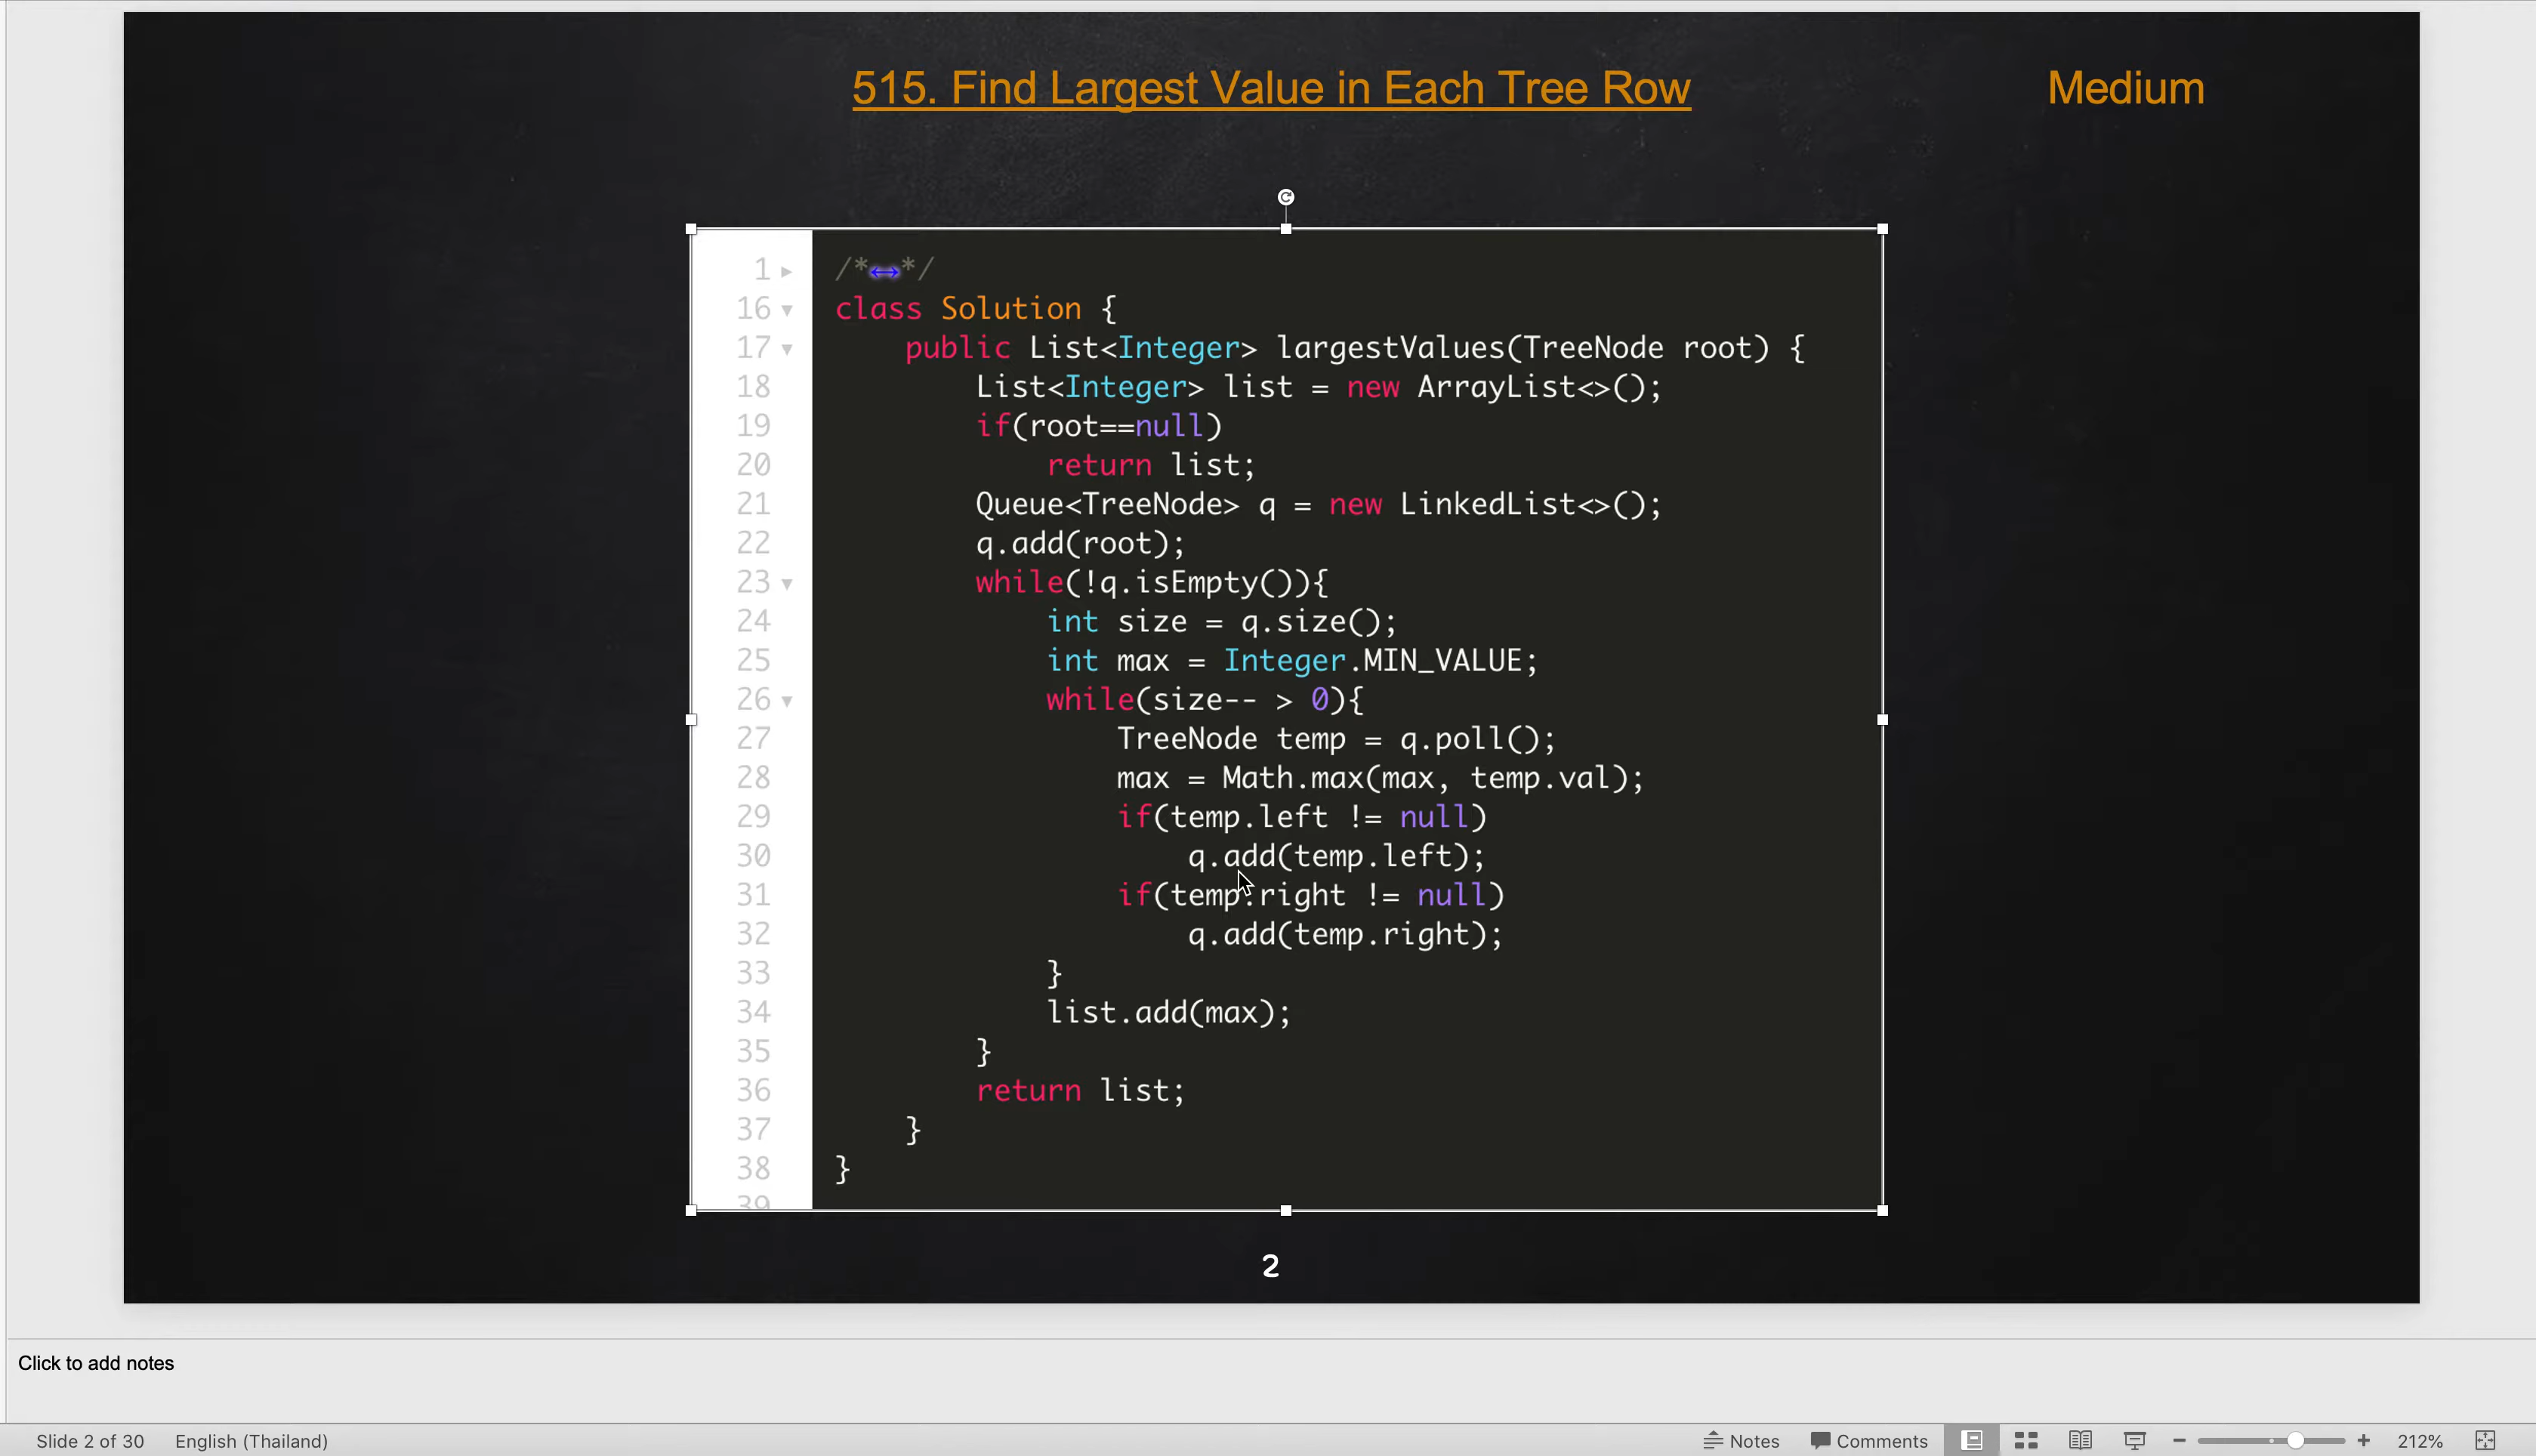 515. Find Largest Value in Each Tree Row
Medium
1 /*↔*/
16 class Solution {
17     public List<Integer> largestValues(TreeNode root) {
18         List<Integer> list = new ArrayList<>();
19         if(root==null)
20             return list;
21         Queue<TreeNode> q = new LinkedList<>();
22         q.add(root);
23         while(!q.isEmpty()){
24             int size = q.size();
25             int max = Integer.MIN_VALUE;
26             while(size-- > 0){
27                 TreeNode temp = q.poll();
28                 max = Math.max(max, temp.val);
29                 if(temp.left != null)
30                     q.add(temp.left);
31                 if(temp.right != null)
32                     q.add(temp.right);
33             }
34             list.add(max);
35         }
36         return list;
37     }
38 }
39
2
Click to add notes
Slide 2 of 30 English (Thailand) Notes Comments 212%